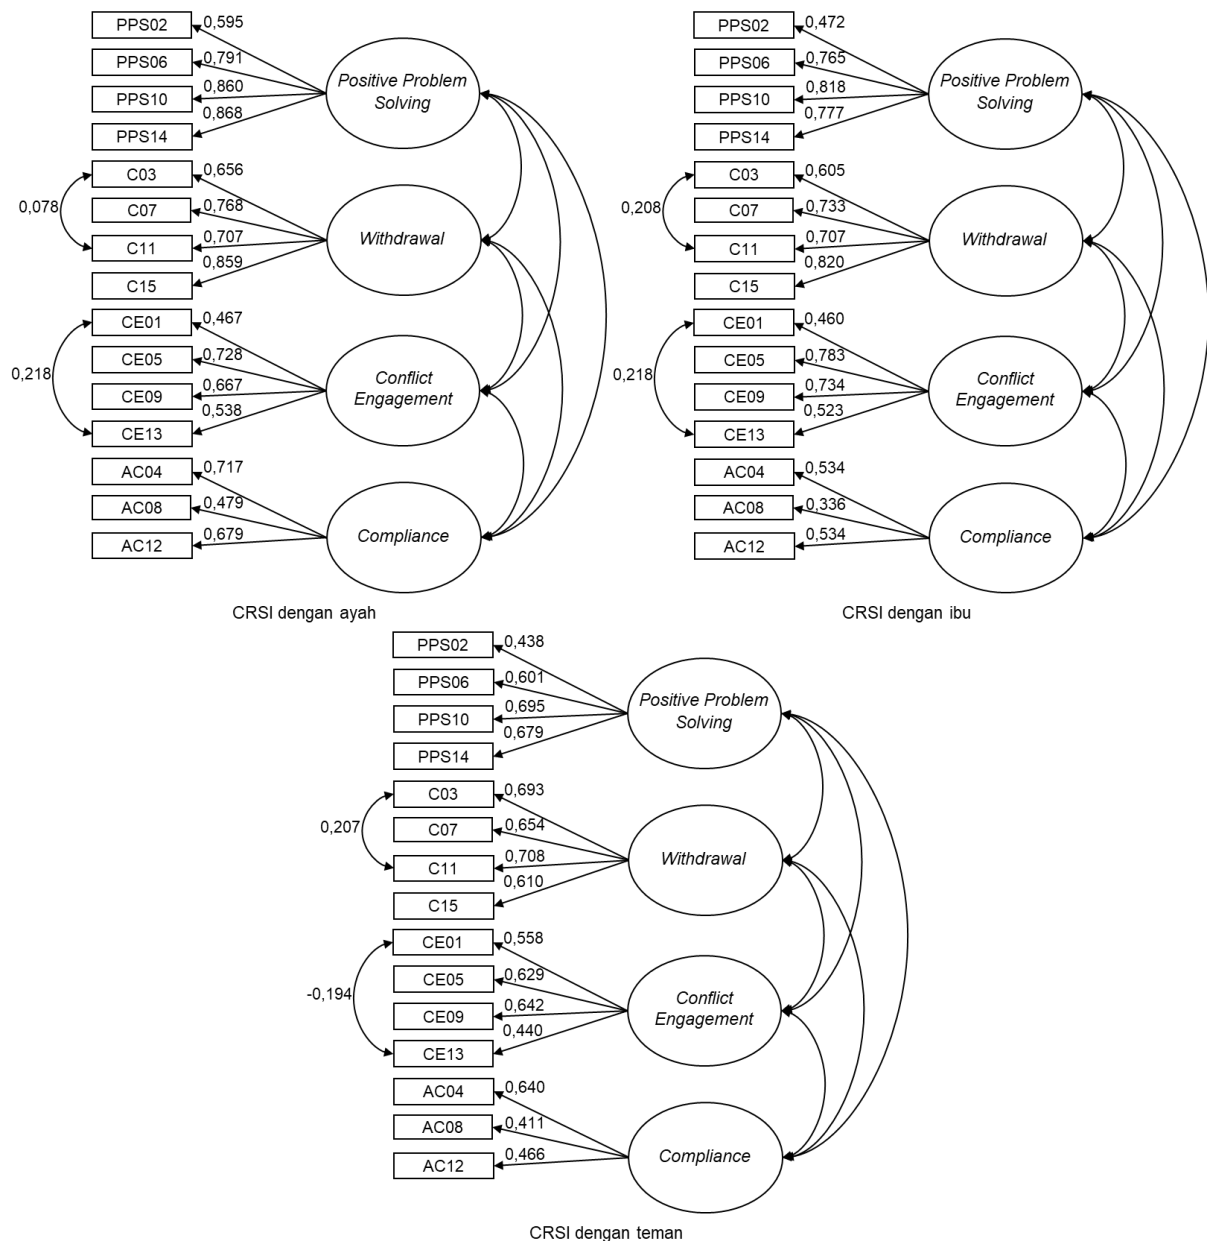 PPS02 0,595
PPS06 0,791
PPS10 0,860
PPS14 0,868
Positive Problem
Solving
C03 0,656
C07 0,768
C11 0,707
C15 0,859
0,078
Withdrawal
CE01 0,467
CE05 0,728
CE09 0,667
CE13 0,538
0,218
Conflict
Engagement
AC04 0,717
AC08 0,479
AC12 0,679
Compliance
CRSI dengan ayah
PPS02 0,472
PPS06 0,765
PPS10 0,818
PPS14 0,777
Positive Problem
Solving
C03 0,605
C07 0,733
C11 0,707
C15 0,820
0,208
Withdrawal
CE01 0,460
CE05 0,783
CE09 0,734
CE13 0,523
0,218
Conflict
Engagement
AC04 0,534
AC08 0,336
AC12 0,534
Compliance
CRSI dengan ibu
PPS02 0,438
PPS06 0,601
PPS10 0,695
PPS14 0,679
Positive Problem
Solving
C03 0,693
C07 0,654
C11 0,708
C15 0,610
0,207
Withdrawal
CE01 0,558
CE05 0,629
CE09 0,642
CE13 0,440
-0,194
Conflict
Engagement
AC04 0,640
AC08 0,411
AC12 0,466
Compliance
CRSI dengan teman